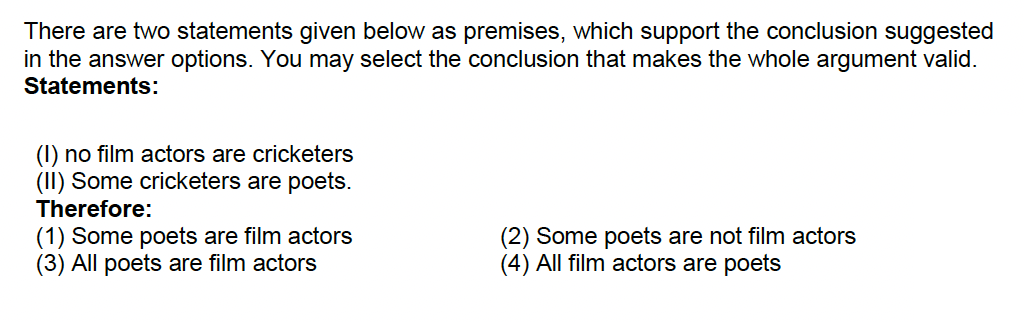 There are two statements given below as premises, which support the conclusion suggested
in the answer options. You may select the conclusion that makes the whole argument valid.
Statements:
(I) no film actors are cricketers
(II) Some cricketers are poets.
Therefore:
(1) Some poets are film actors (2) Some poets are not film actors
(3) All poets are film actors (4) All film actors are poets